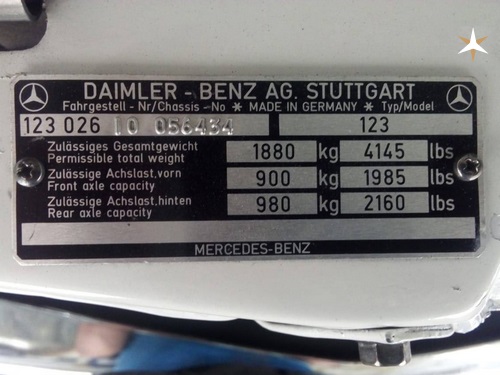 DAIMLER - BENZ AG. STUTTGART
Fahrgestell - Nr/Chassis - No * MADE IN GERMANY * Typ/Model
123 026 10 056434 123
Zulässiges Gesamtgewicht
Permissible total weight 1880 kg 4145 lbs
Zulässige Achslast,vorn
Front axle capacity 900 kg 1985 lbs
Zulässige Achslast,hinten
Rear axle capacity 980 kg 2160 lbs
MERCEDES-BENZ